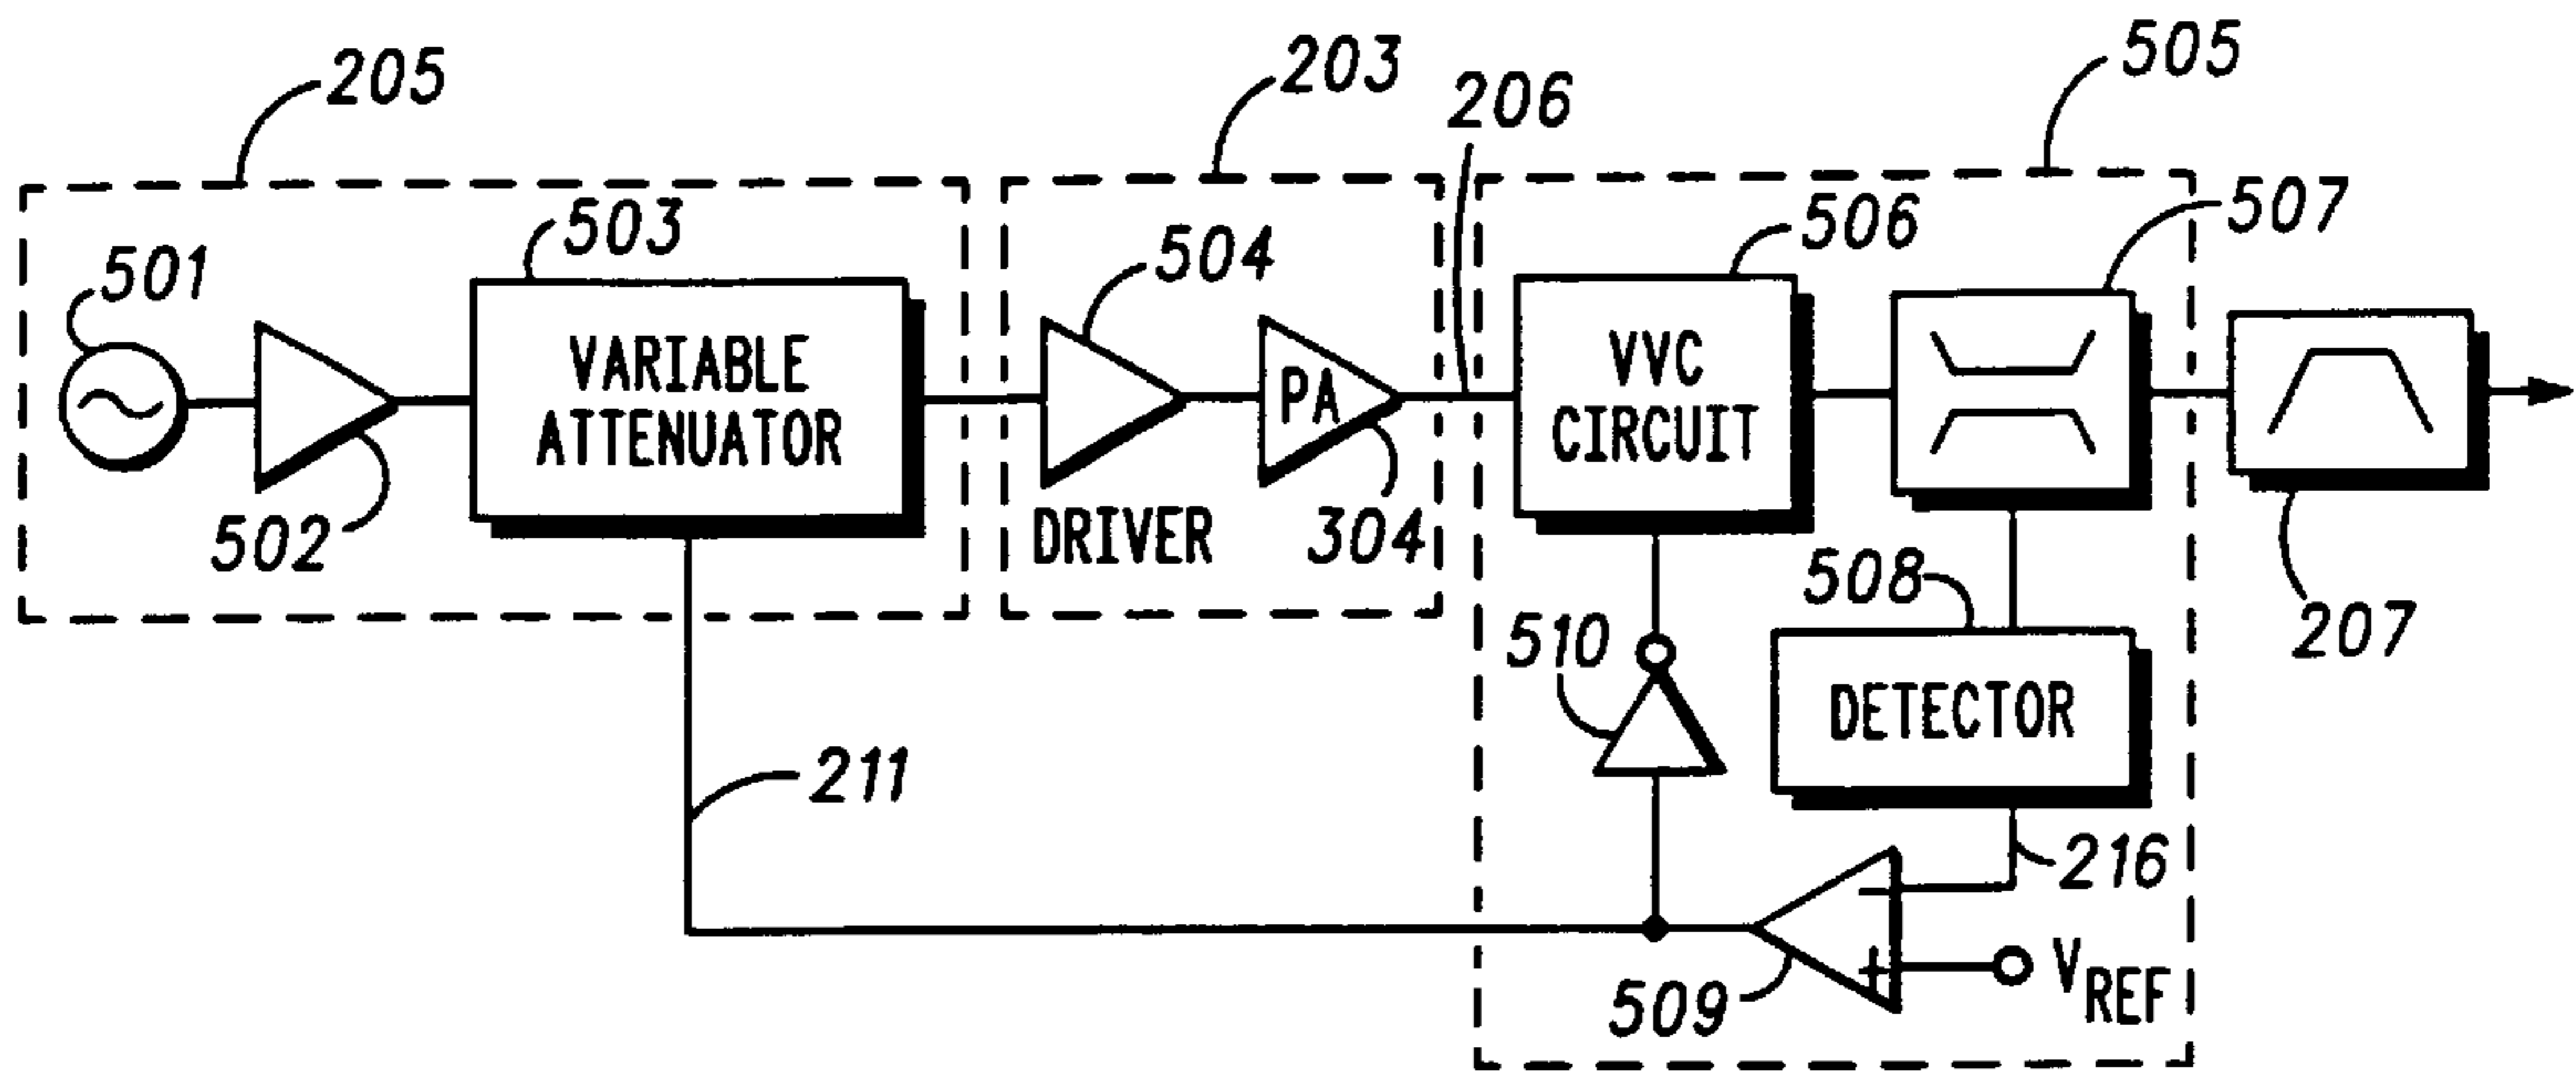 205
203
206
505
501
503
504
506
507
VARIABLE
ATTENUATOR
PA
VVC
CIRCUIT
502
DRIVER
304
508
207
510
DETECTOR
211
216
−
+
509
VREF